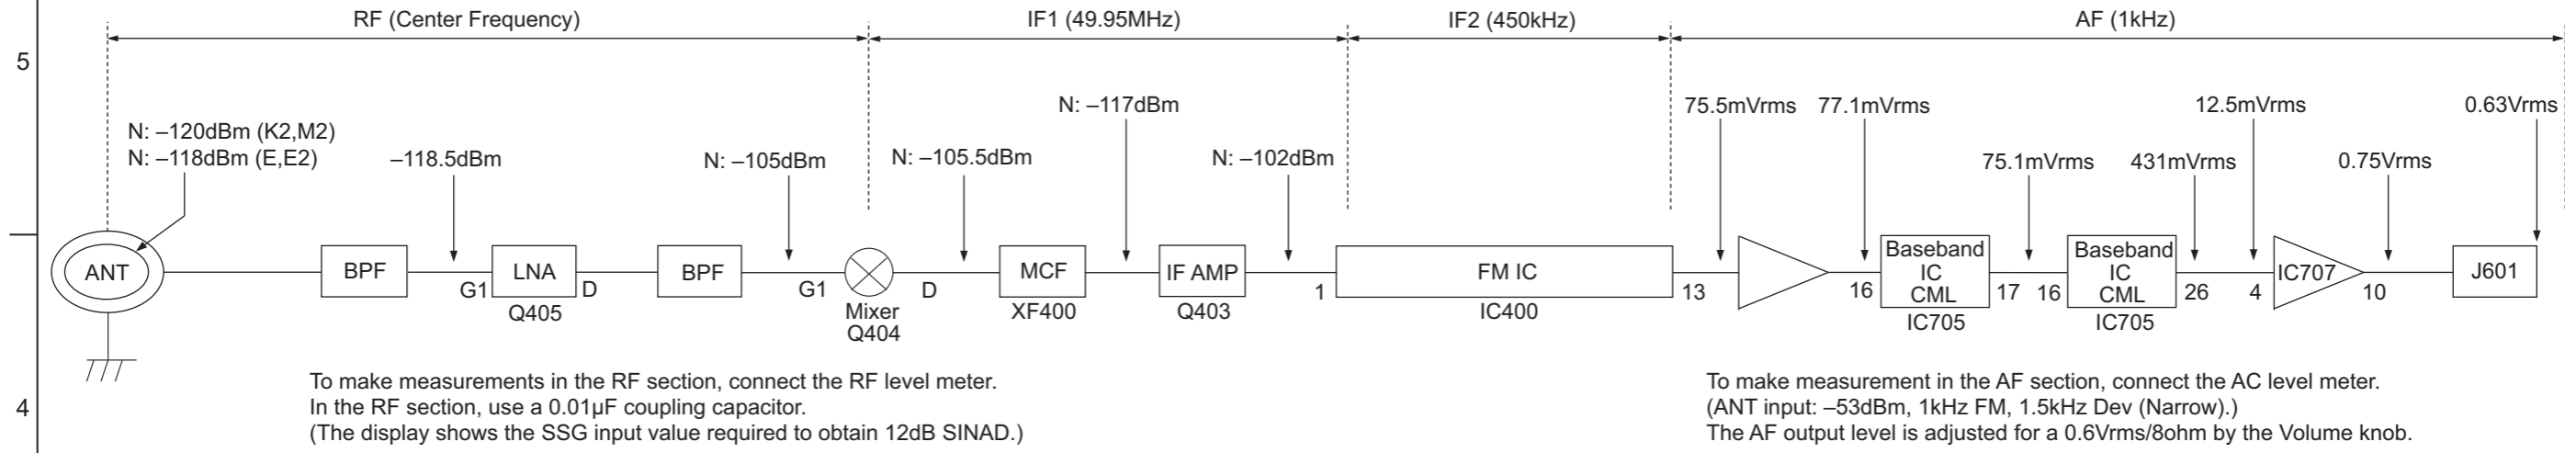 RF (Center Frequency)
IF1 (49.95MHz)
IF2 (450kHz)
AF (1kHz)
5
N: –117dBm
75.5mVrms
77.1mVrms
12.5mVrms
0.63Vrms
N: –120dBm (K2,M2)
N: –118dBm (E,E2)
–118.5dBm
N: –105dBm
N: –105.5dBm
N: –102dBm
75.1mVrms
431mVrms
0.75Vrms
ANT
BPF
G1
LNA
Q405
D
BPF
G1
Mixer
Q404
D
MCF
XF400
IF AMP
Q403
1
FM IC
IC400
13
16
Baseband
IC
CML
IC705
17
16
Baseband
IC
CML
IC705
26
4
IC707
10
J601
4
To make measurements in the RF section, connect the RF level meter.
In the RF section, use a 0.01µF coupling capacitor.
(The display shows the SSG input value required to obtain 12dB SINAD.)
To make measurement in the AF section, connect the AC level meter.
(ANT input: –53dBm, 1kHz FM, 1.5kHz Dev (Narrow).)
The AF output level is adjusted for a 0.6Vrms/8ohm by the Volume knob.